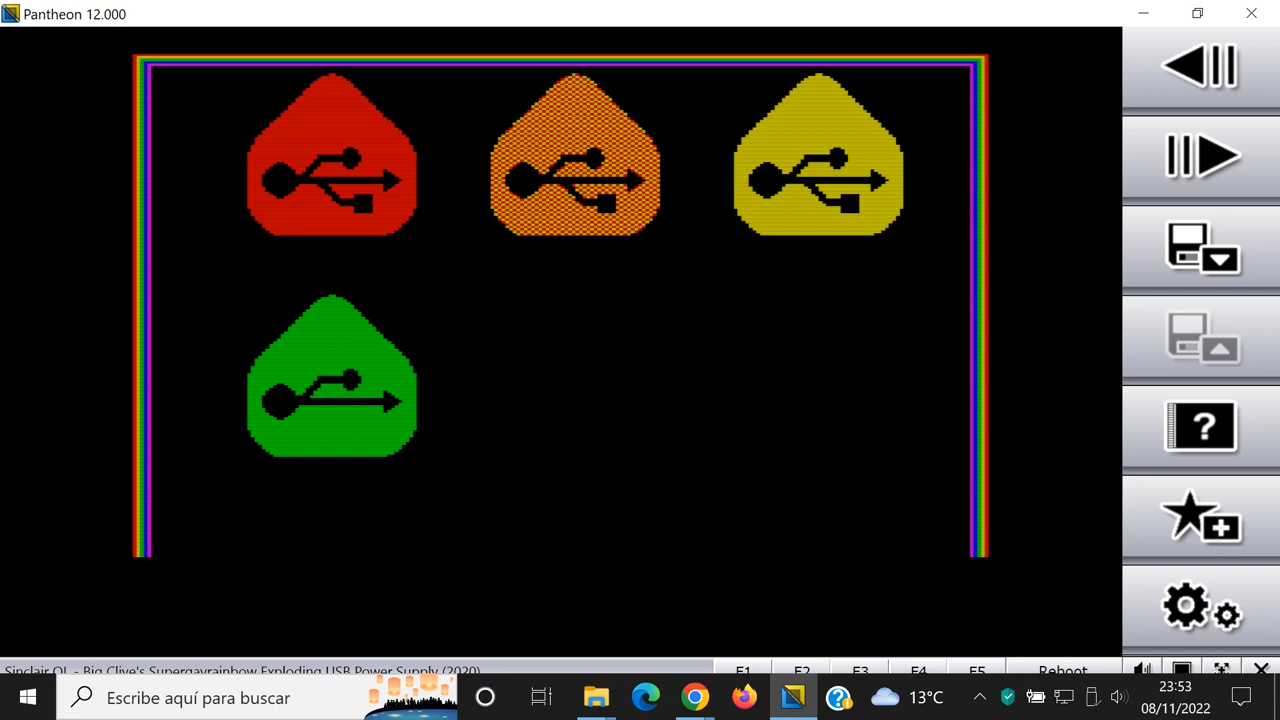 Pantheon 12.000
?
Sinclair QL - Big Clive's Supergayrainbow Exploding USB Power Supply (2020)
F1 F2 F3 F4 F5 Reboot
Escribe aquí para buscar
13°C
23:53
08/11/2022